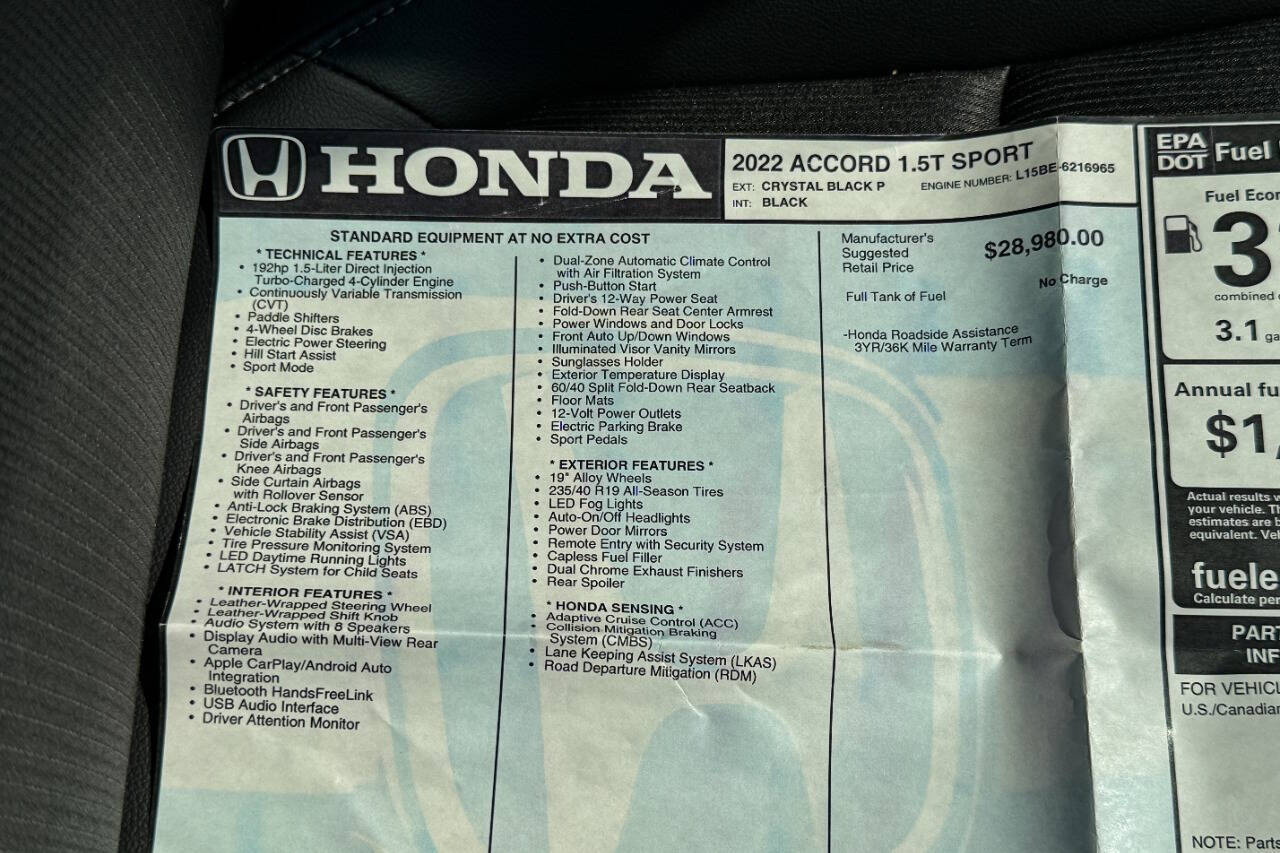 HONDA
2022 ACCORD 1.5T SPORT
EXT: CRYSTAL BLACK P ENGINE NUMBER: L15BE-6216965
INT: BLACK
STANDARD EQUIPMENT AT NO EXTRA COST
* TECHNICAL FEATURES *
• 192hp 1.5-Liter Direct Injection
Turbo-Charged 4-Cylinder Engine
• Continuously Variable Transmission
(CVT)
• Paddle Shifters
• 4-Wheel Disc Brakes
• Electric Power Steering
• Hill Start Assist
• Sport Mode
* SAFETY FEATURES *
• Driver's and Front Passenger's
Airbags
• Driver's and Front Passenger's
Side Airbags
• Driver's and Front Passenger's
Knee Airbags
• Side Curtain Airbags
with Rollover Sensor
• Anti-Lock Braking System (ABS)
• Electronic Brake Distribution (EBD)
• Vehicle Stability Assist (VSA)
• Tire Pressure Monitoring System
• LED Daytime Running Lights
• LATCH System for Child Seats
* INTERIOR FEATURES *
• Leather-Wrapped Steering Wheel
• Leather-Wrapped Shift Knob
• Audio System with 8 Speakers
• Display Audio with Multi-View Rear
Camera
• Apple CarPlay/Android Auto
Integration
• Bluetooth HandsFreeLink
• USB Audio Interface
• Driver Attention Monitor
• Dual-Zone Automatic Climate Control
with Air Filtration System
• Push-Button Start
• Driver's 12-Way Power Seat
• Fold-Down Rear Seat Center Armrest
• Power Windows and Door Locks
• Front Auto Up/Down Windows
• Illuminated Visor Vanity Mirrors
• Sunglasses Holder
• Exterior Temperature Display
• 60/40 Split Fold-Down Rear Seatback
• Floor Mats
• 12-Volt Power Outlets
• Electric Parking Brake
• Sport Pedals
* EXTERIOR FEATURES *
• 19" Alloy Wheels
• 235/40 R19 All-Season Tires
• LED Fog Lights
• Auto-On/Off Headlights
• Power Door Mirrors
• Remote Entry with Security System
• Capless Fuel Filler
• Dual Chrome Exhaust Finishers
• Rear Spoiler
* HONDA SENSING *
• Adaptive Cruise Control (ACC)
• Collision Mitigation Braking
System (CMBS)
• Lane Keeping Assist System (LKAS)
• Road Departure Mitigation (RDM)
Manufacturer's
Suggested $28,980.00
Retail Price
No Charge
Full Tank of Fuel
-Honda Roadside Assistance
3YR/36K Mile Warranty Term
EPA
DOT Fuel
Fuel Econ
3
combined
3.1 ga
Annual fu
$1,
Actual results
your vehicle. Th
estimates are b
equivalent. Veh
fuele
Calculate per
PART
INF
FOR VEHICL
U.S./Canadian
NOTE: Parts